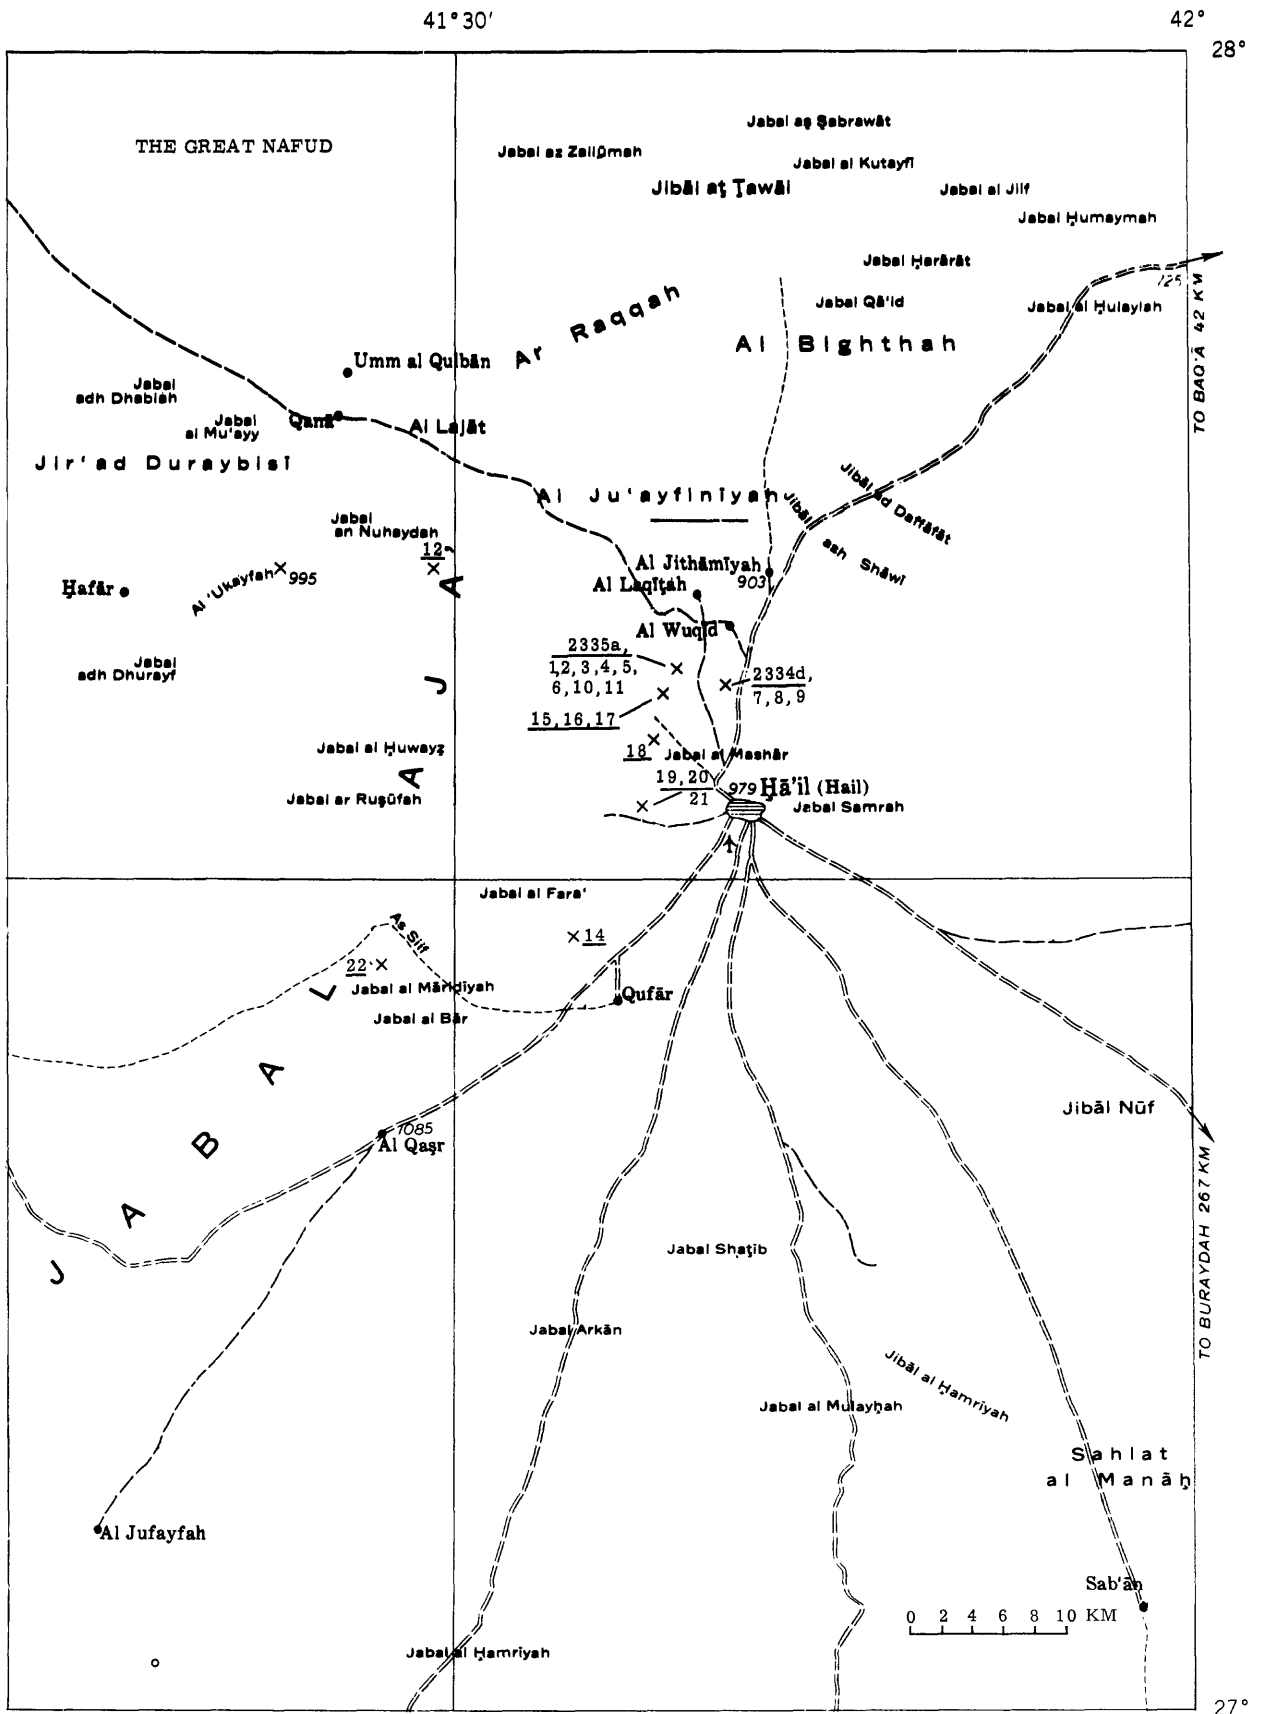 41°30′
42°
28°
THE GREAT NAFUD
Jabal aş Şabrawāt
Jabal az Zallūmah
Jabal al Kutayfī
Jibāl aţ Ţawāl
Jabal al Jilf
Jabal Ḩumaymah
Jabal Ḩarārāt
725
Jabal Qā'id
Jabal al Ḩulaylah
Ar Raqqah
Al Bighthah
TO BAQ'Ā 42 KM
Umm al Qulbān
Jabal
adh Dhabiah
Qanā
Jabal
al Mu'ayy
Al Lajāt
Jir'ad Duraybisī
Al Ju'ayfinīyah
Jibāl ad Daffāfāt
Jibāl ash Shāwī
Jabal
an Nuhaydah
12
Al Jithāmīyah
903
Al 'Ukayfah
995
Ḩafār
Al Laqīţah
Al Wuqīd
2335a,
1,2,3,4,5,
6,10,11
2334d,
7,8,9
Jabal
adh Dhurayf
15,16,17
18
Jabal al Mashār
Jabal al Ḩuwayẓ
19,20
21
979
Ḩā'il (Hail)
Jabal ar Ruşūfah
Jabal Samrah
Jabal al Fara'
As Silf
14
22
Jabal al Māridīyah
Qufār
Jabal al Bār
JABAL AJA'
Jibāl Nūf
1085
Al Qaşr
TO BURAYDAH 267 KM
Jabal Shaţib
Jabal Arkān
Jibāl al Ḩamrīyah
Jabal al Mulayḩah
Sahlat
al Manāḩ
Al Jufayfah
Sab'ān
0 2 4 6 8 10 KM
Jabal al Ḩamrīyah
27°